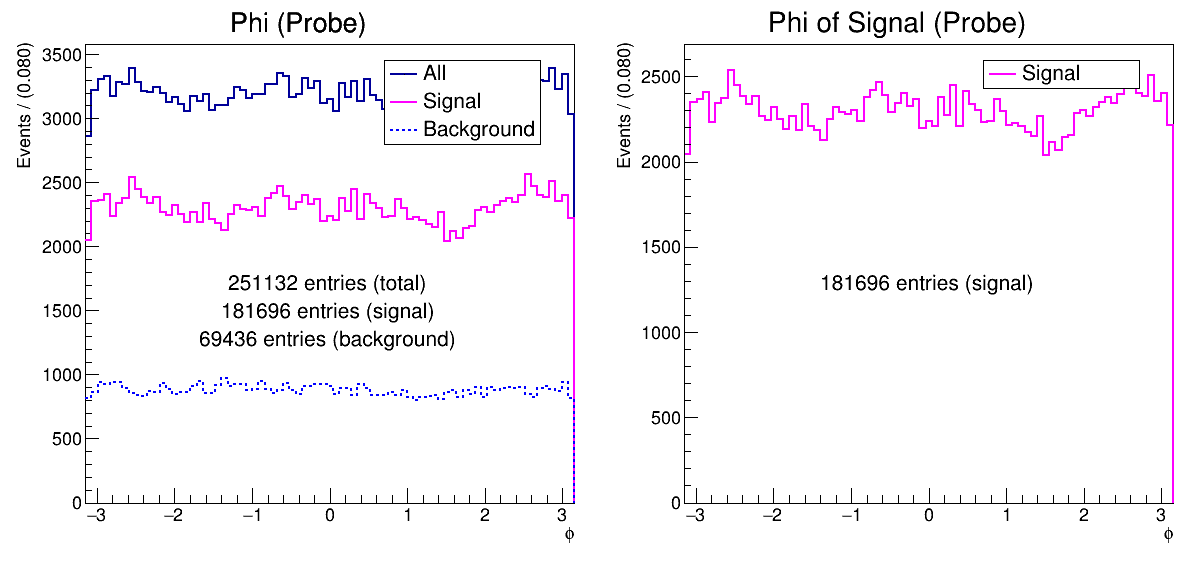 Phi (Probe)
Events / (0.080)
3500
3000
2500
2000
1500
1000
500
0
All
Signal
Background
251132 entries (total)
181696 entries (signal)
69436 entries (background)
−3 −2 −1 0 1 2 3
ϕ
Phi of Signal (Probe)
Events / (0.080)
2500
2000
1500
1000
500
0
Signal
181696 entries (signal)
−3 −2 −1 0 1 2 3
ϕ